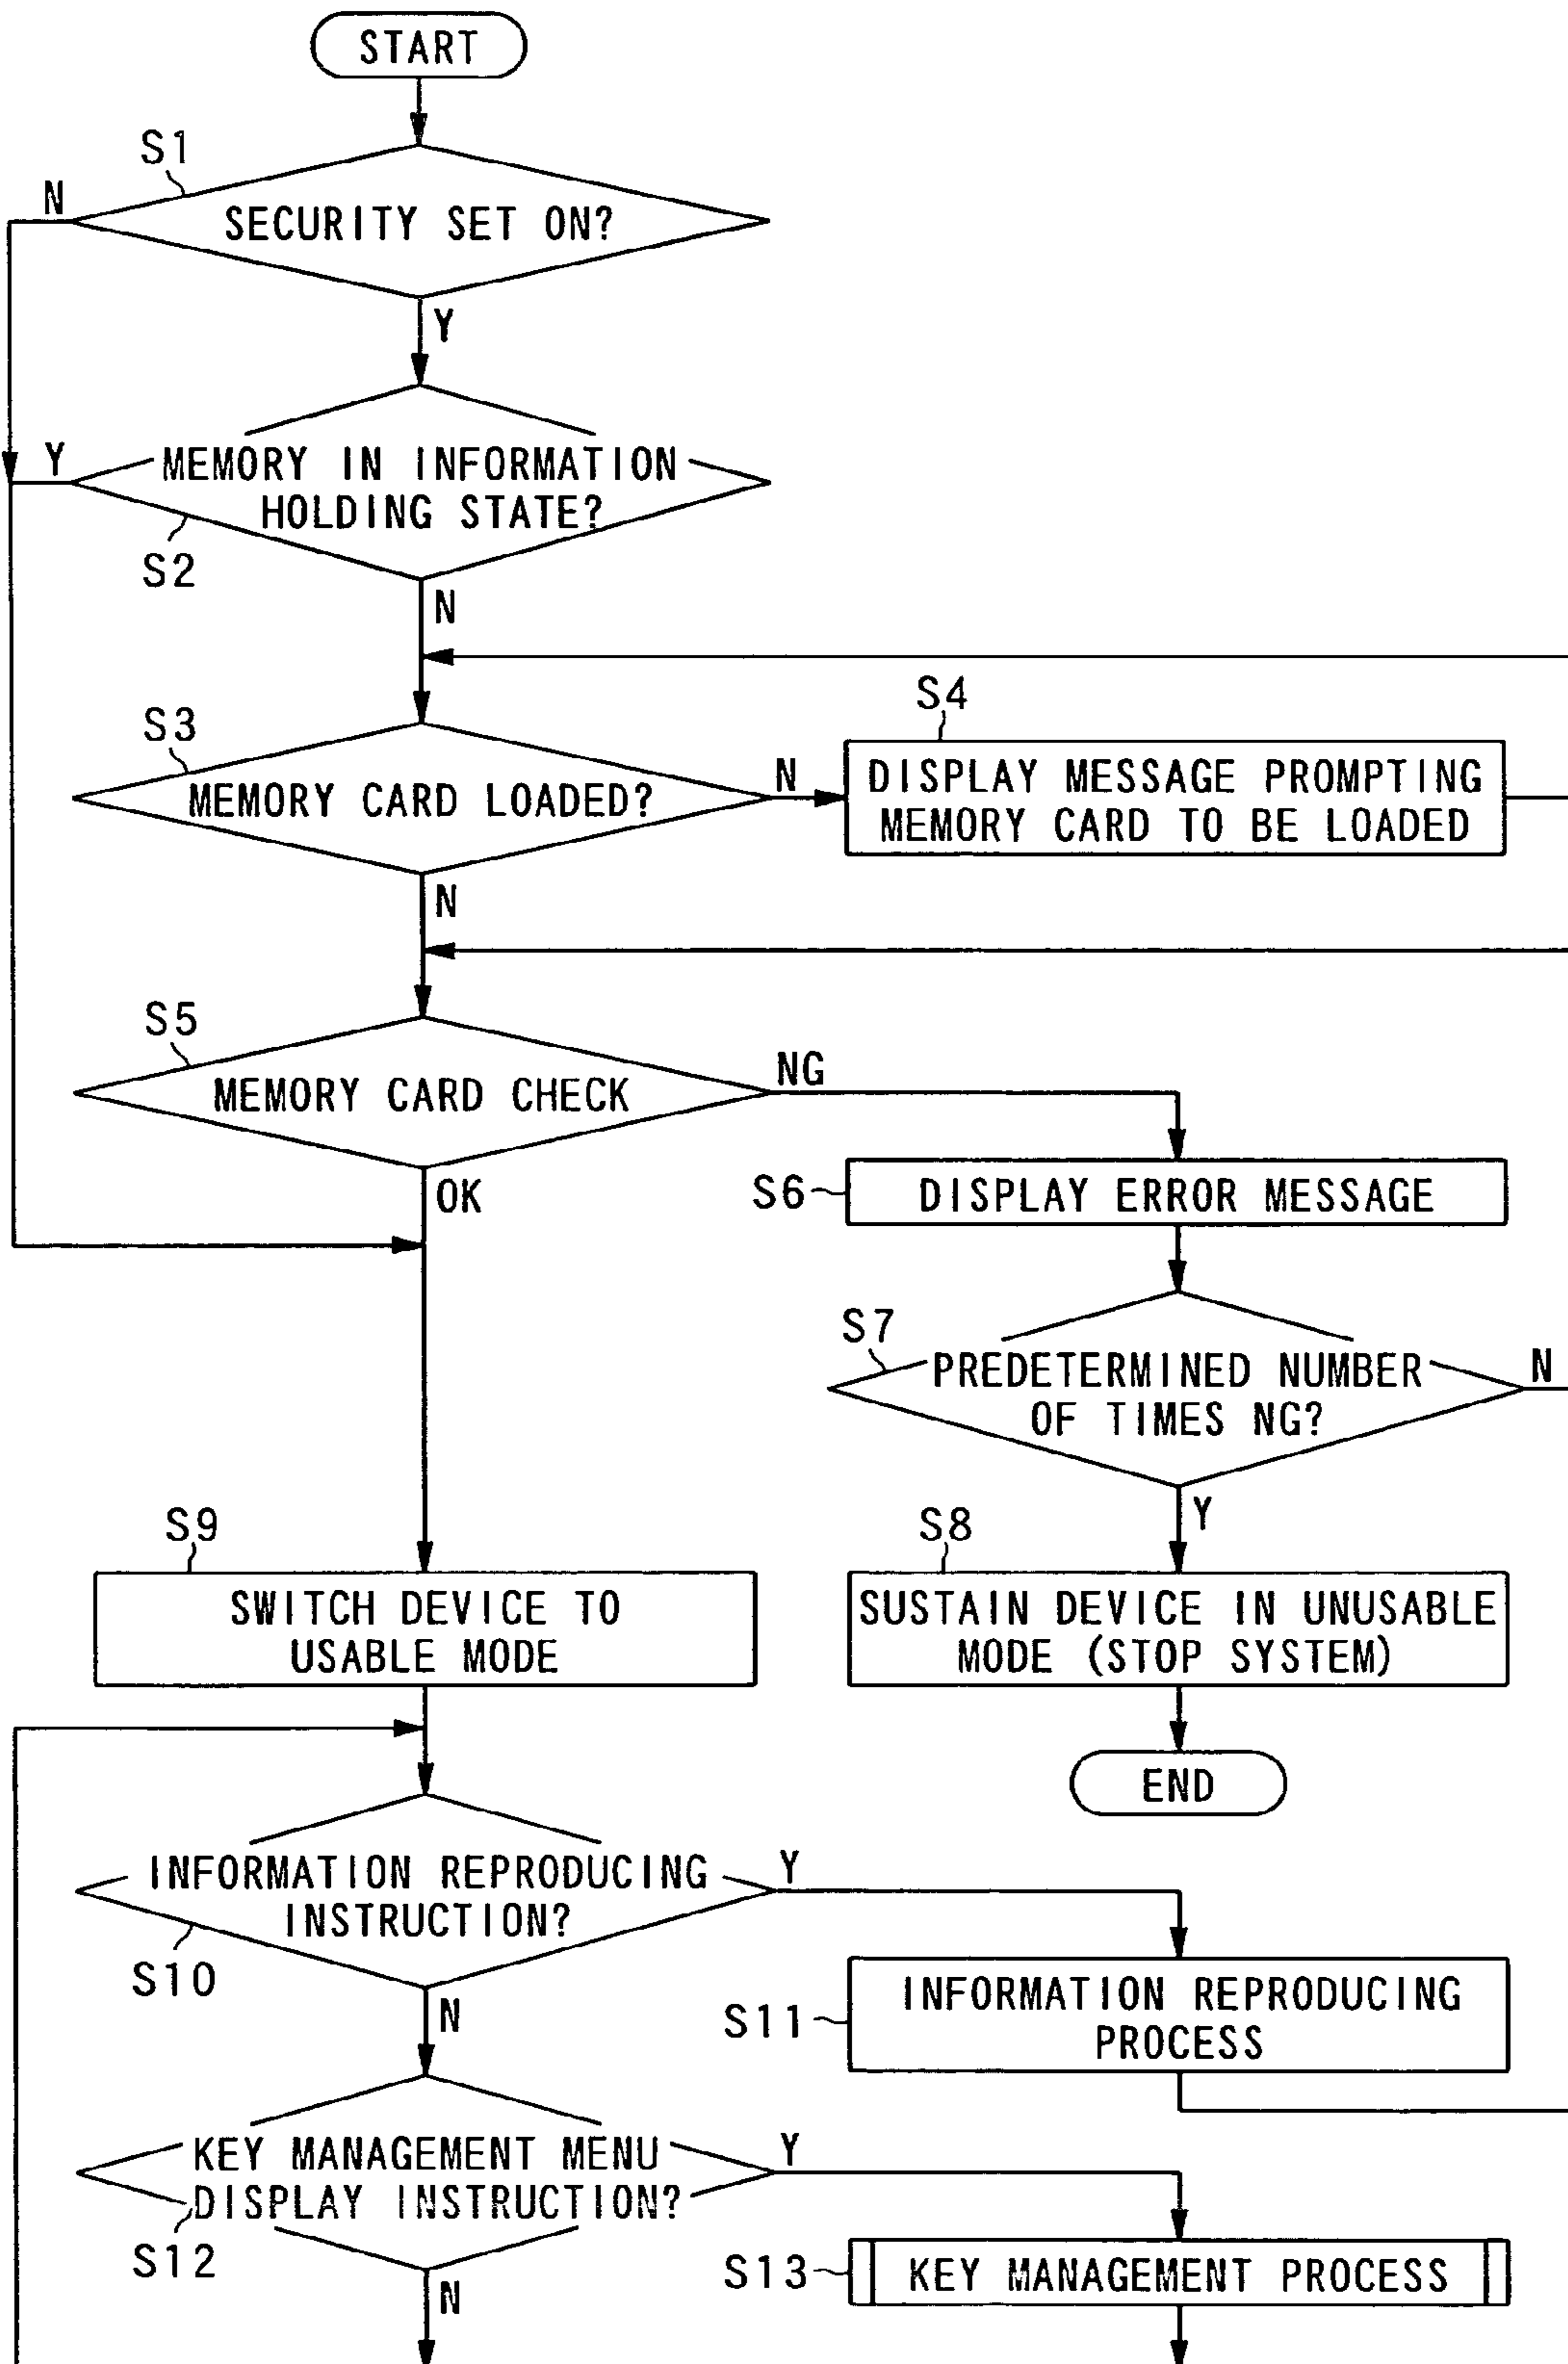 START
S1
N
SECURITY SET ON?
Y
Y
MEMORY IN INFORMATION
HOLDING STATE?
S2
N
S3
MEMORY CARD LOADED?
N
S4
DISPLAY MESSAGE PROMPTING
MEMORY CARD TO BE LOADED
N
S5
MEMORY CARD CHECK
NG
OK
S6
DISPLAY ERROR MESSAGE
S7
PREDETERMINED NUMBER
OF TIMES NG?
N
Y
S9
SWITCH DEVICE TO
USABLE MODE
S8
SUSTAIN DEVICE IN UNUSABLE
MODE (STOP SYSTEM)
END
INFORMATION REPRODUCING
INSTRUCTION?
Y
S10
N
S11
INFORMATION REPRODUCING
PROCESS
KEY MANAGEMENT MENU
DISPLAY INSTRUCTION?
Y
S12
N
S13
KEY MANAGEMENT PROCESS